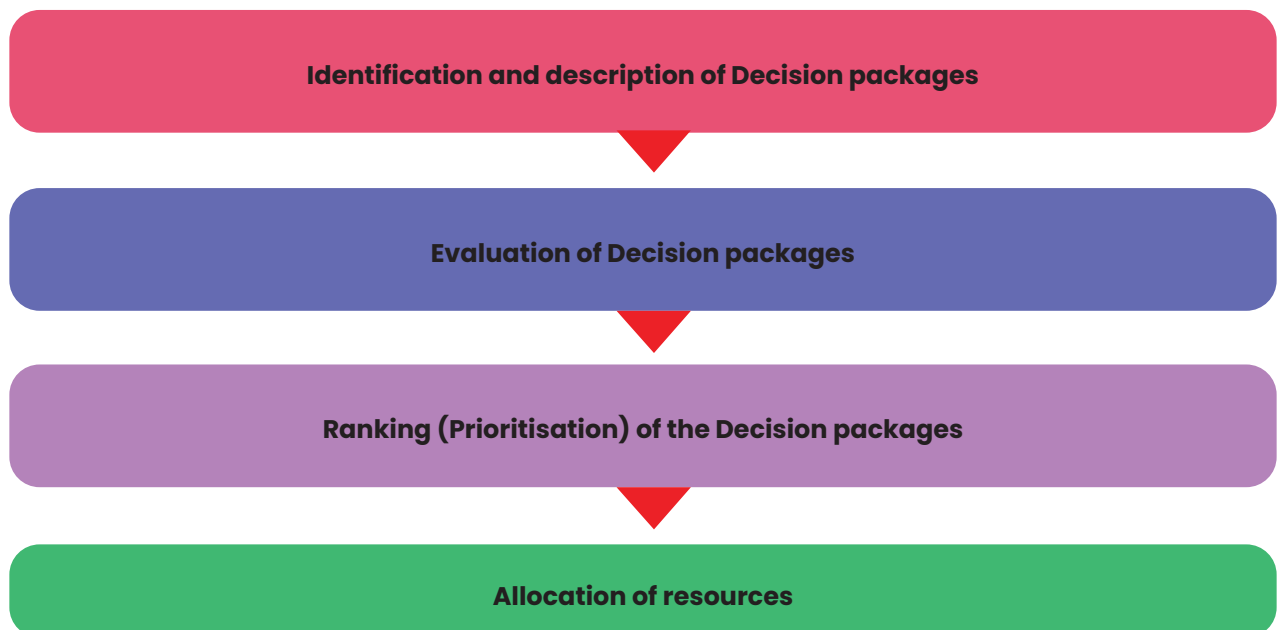 Identification and description of Decision packages
Evaluation of Decision packages
Ranking (Prioritisation) of the Decision packages
Allocation of resources